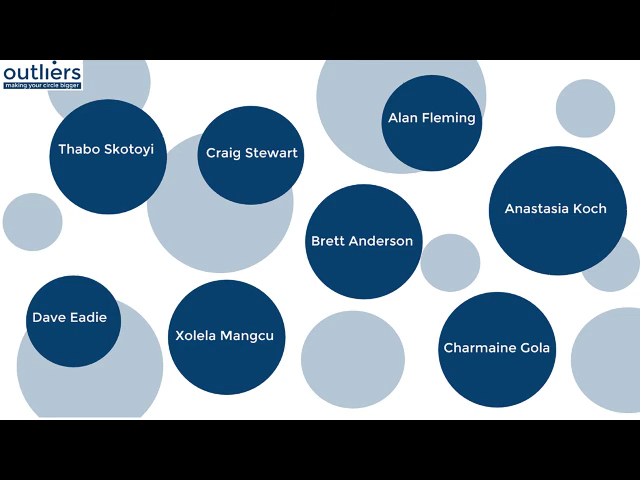 outliers
making your circle bigger
Alan Fleming
Thabo Skotoyi
Craig Stewart
Anastasia Koch
Brett Anderson
Dave Eadie
Xolela Mangcu
Charmaine Gola